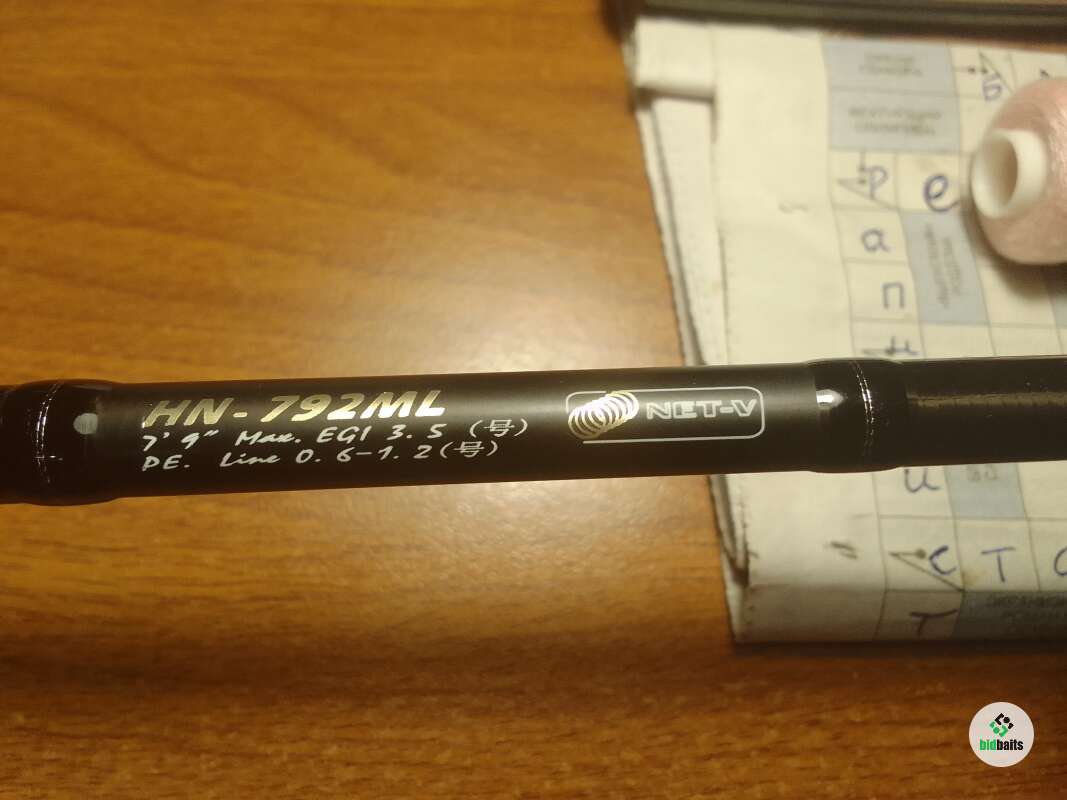 HN-792ML
7'9" Max. EGI 3.5 (号)
PE. Line 0.6-1.2(号)
NET-V
р е
а
п
и
с т
т
bidbaits